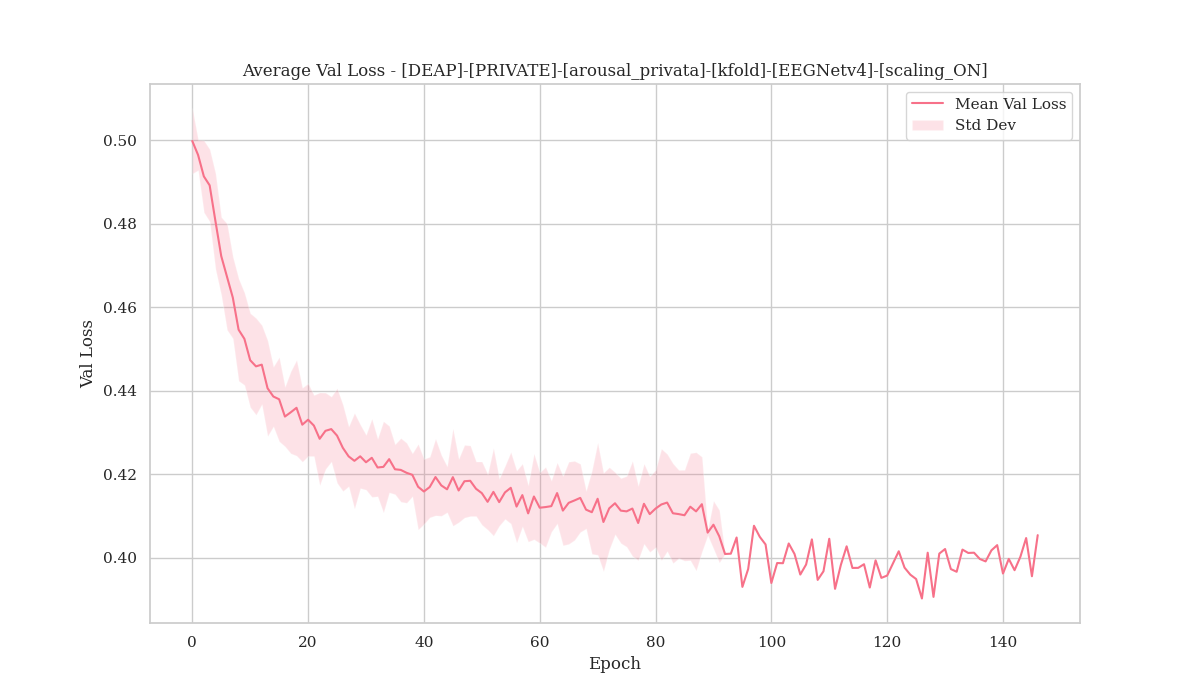 Average Val Loss - [DEAP]-[PRIVATE]-[arousal_privata]-[kfold]-[EEGNetv4]-[scaling_ON]
Mean Val Loss
Std Dev
0.50
0.48
0.46
0.44
0.42
0.40
Val Loss
0 20 40 60 80 100 120 140
Epoch